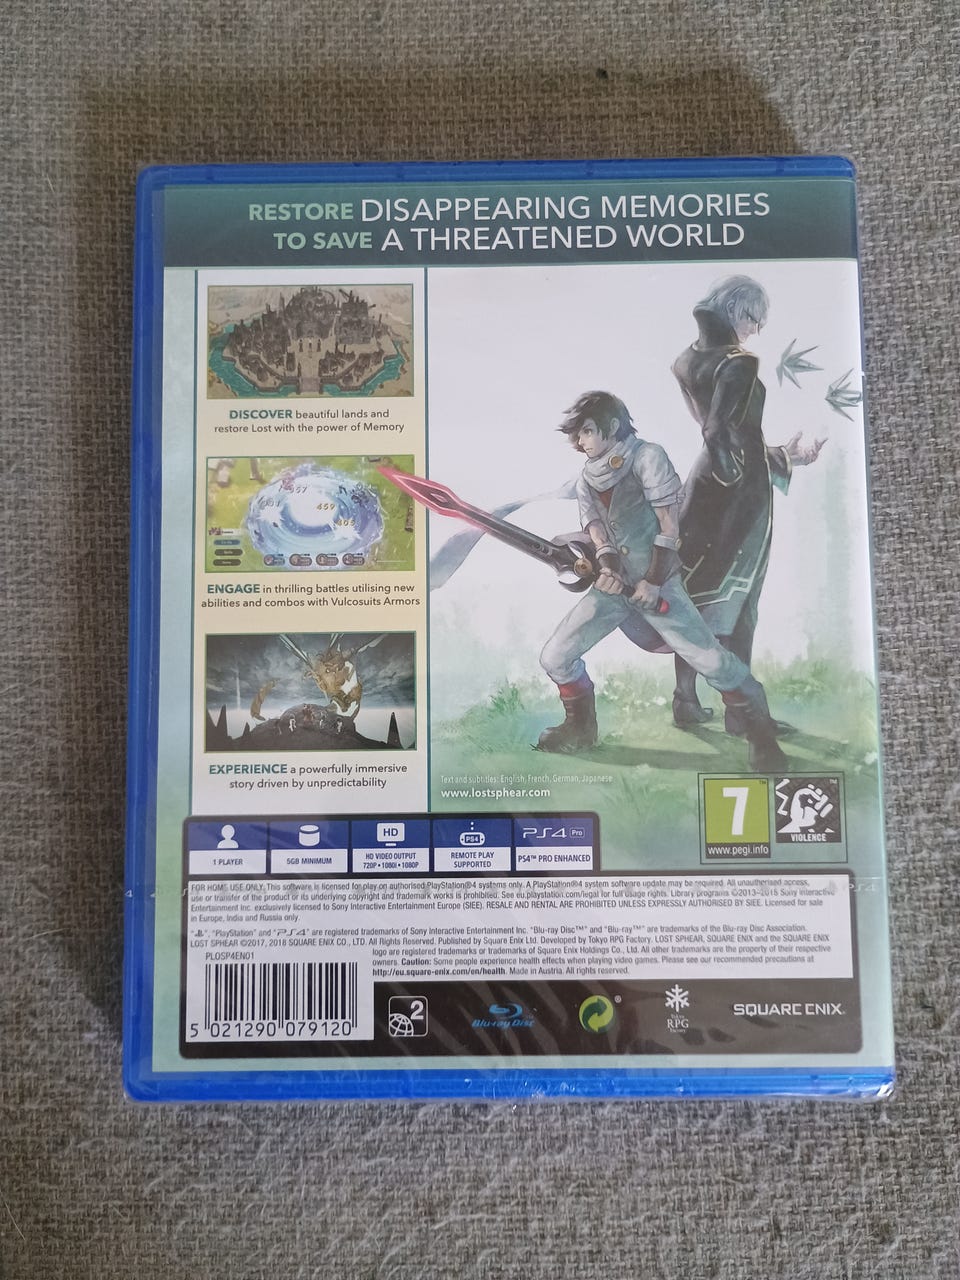 RESTORE DISAPPEARING MEMORIES
TO SAVE A THREATENED WORLD
DISCOVER beautiful lands and
restore Lost with the power of Memory
957
459
405
ENGAGE in thrilling battles utilising new
abilities and combos with Vulcosuits Armors
EXPERIENCE a powerfully immersive
story driven by unpredictability
Text and subtitles: English, French, German, Japanese
www.lostsphear.com
7
www.pegi.info
VIOLENCE
1 PLAYER
5GB MINIMUM
HD
HD VIDEO OUTPUT
720P • 1080i • 1080P
PS4
REMOTE PLAY
SUPPORTED
PS4 Pro
PS4™ PRO ENHANCED
FOR HOME USE ONLY: This software is licensed for play on authorised PlayStation®4 systems only. A PlayStation®4 system software update may be required. All unauthorised access,
use or transfer of the product or its underlying copyright and trademark works is prohibited. See eu.playstation.com/legal for full usage rights. Library programs ©2013-2018 Sony Interactive
Entertainment Inc. exclusively licensed to Sony Interactive Entertainment Europe (SIEE). RESALE AND RENTAL ARE PROHIBITED UNLESS EXPRESSLY AUTHORISED BY SIEE. Licensed for sale
in Europe, India and Russia only.
"PlayStation" and "PS4" are registered trademarks of Sony Interactive Entertainment Inc. "Blu-ray Disc™" and "Blu-ray™" are trademarks of the Blu-ray Disc Association.
LOST SPHEAR ©2017, 2018 SQUARE ENIX CO., LTD. All Rights Reserved. Published by Square Enix Ltd. Developed by Tokyo RPG Factory. LOST SPHEAR, SQUARE ENIX and the SQUARE ENIX
logo are registered trademarks or trademarks of Square Enix Holdings Co., Ltd. All other trademarks are the property of their respective
owners. Caution: Some people experience health effects when playing video games. Please see our recommended precautions at
http://eu.square-enix.com/en/health. Made in Austria. All rights reserved.
PLOSP4EN01
5 021290 079120
2
Blu-ray Disc
Tokyo
RPG
Factory
SQUARE ENIX